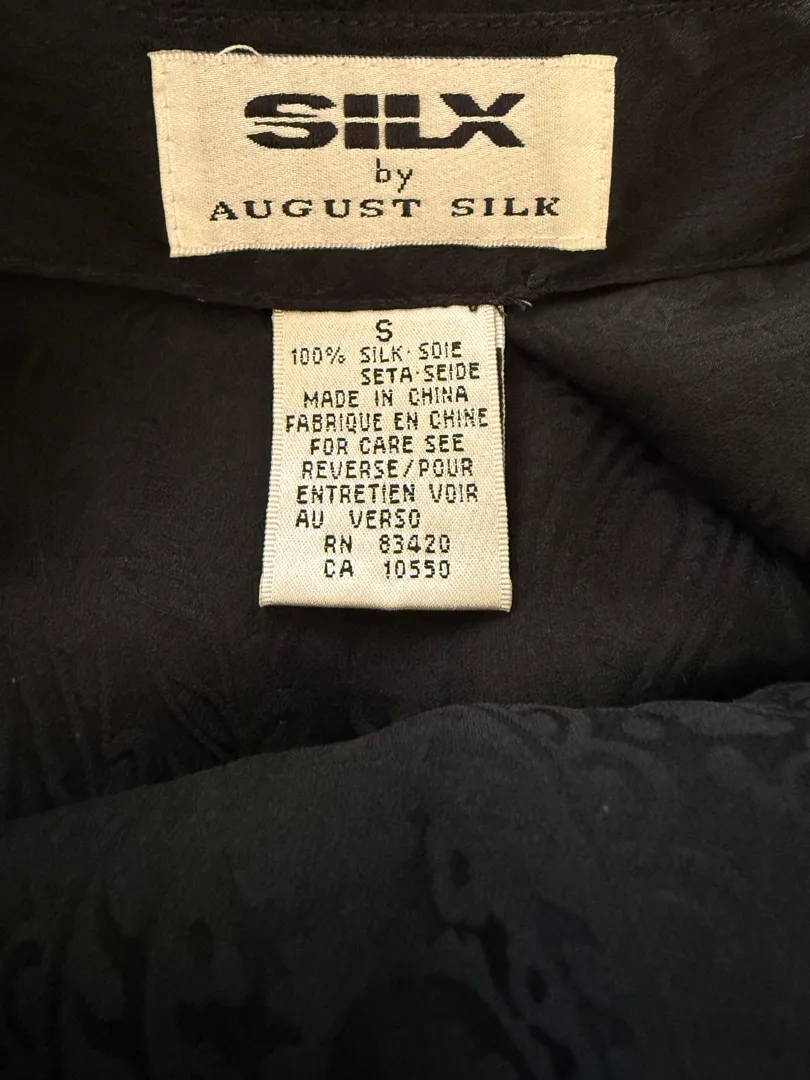 SILX
by
AUGUST SILK
S
100% SILK·SOIE
SETA·SEIDE
MADE IN CHINA
FABRIQUE EN CHINE
FOR CARE SEE
REVERSE/POUR
ENTRETIEN VOIR
AU VERSO
RN 83420
CA 10550